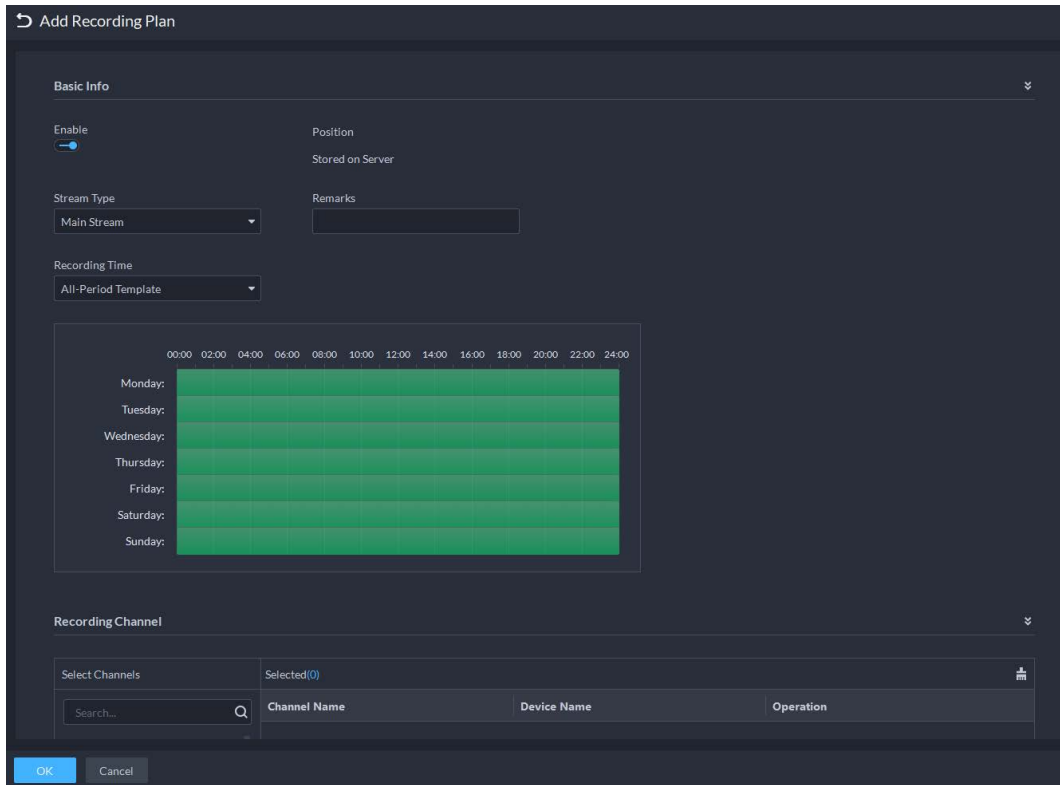 Add Recording Plan
Basic Info
Enable
Position
Stored on Server
Stream Type
Remarks
Main Stream
Recording Time
All-Period Template
00:00 02:00 04:00 06:00 08:00 10:00 12:00 14:00 16:00 18:00 20:00 22:00 24:00
Monday:
Tuesday:
Wednesday:
Thursday:
Friday:
Saturday:
Sunday:
Recording Channel
Select Channels
Selected(0)
Search...
Channel Name Device Name Operation
OK Cancel